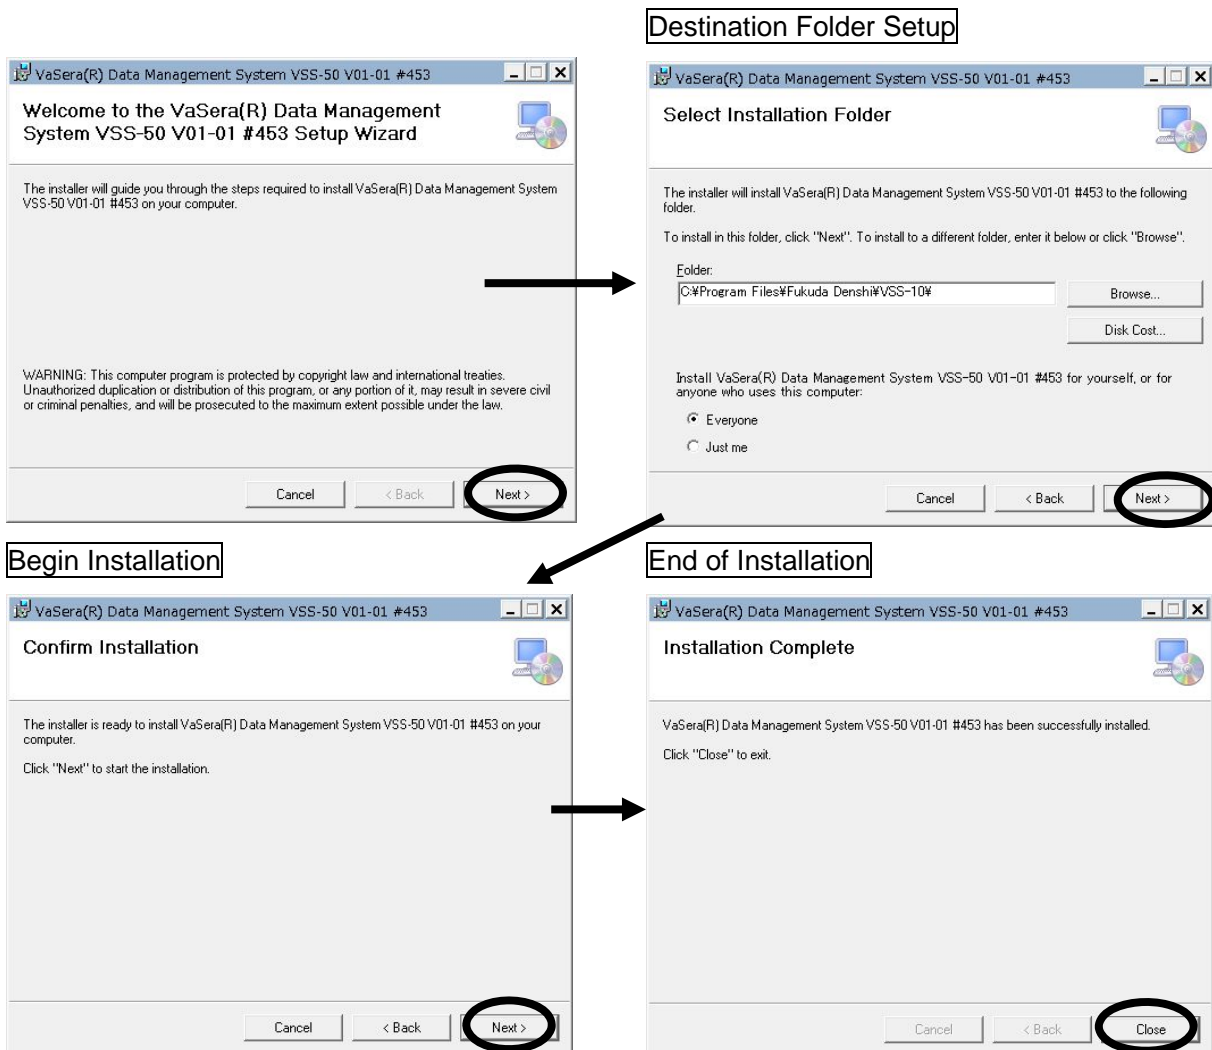 Destination Folder Setup
VaSera(R) Data Management System VSS-50 V01-01 #453
Welcome to the VaSera(R) Data Management
System VSS-50 V01-01 #453 Setup Wizard
The installer will guide you through the steps required to install VaSera(R) Data Management System
VSS-50 V01-01 #453 on your computer.
WARNING: This computer program is protected by copyright law and international treaties.
Unauthorized duplication or distribution of this program, or any portion of it, may result in severe civil
or criminal penalties, and will be prosecuted to the maximum extent possible under the law.
Cancel
< Back
Next >
VaSera(R) Data Management System VSS-50 V01-01 #453
Select Installation Folder
The installer will install VaSera(R) Data Management System VSS-50 V01-01 #453 to the following
folder.
To install in this folder, click "Next". To install to a different folder, enter it below or click "Browse".
Folder:
C:¥Program Files¥Fukuda Denshi¥VSS-10¥
Browse...
Disk Cost...
Install VaSera(R) Data Management System VSS-50 V01-01 #453 for yourself, or for
anyone who uses this computer:
Everyone
Just me
Cancel
< Back
Next >
Begin Installation
VaSera(R) Data Management System VSS-50 V01-01 #453
Confirm Installation
The installer is ready to install VaSera(R) Data Management System VSS-50 V01-01 #453 on your
computer.
Click "Next" to start the installation.
Cancel
< Back
Next >
End of Installation
VaSera(R) Data Management System VSS-50 V01-01 #453
Installation Complete
VaSera(R) Data Management System VSS-50 V01-01 #453 has been successfully installed.
Click "Close" to exit.
Cancel
< Back
Close